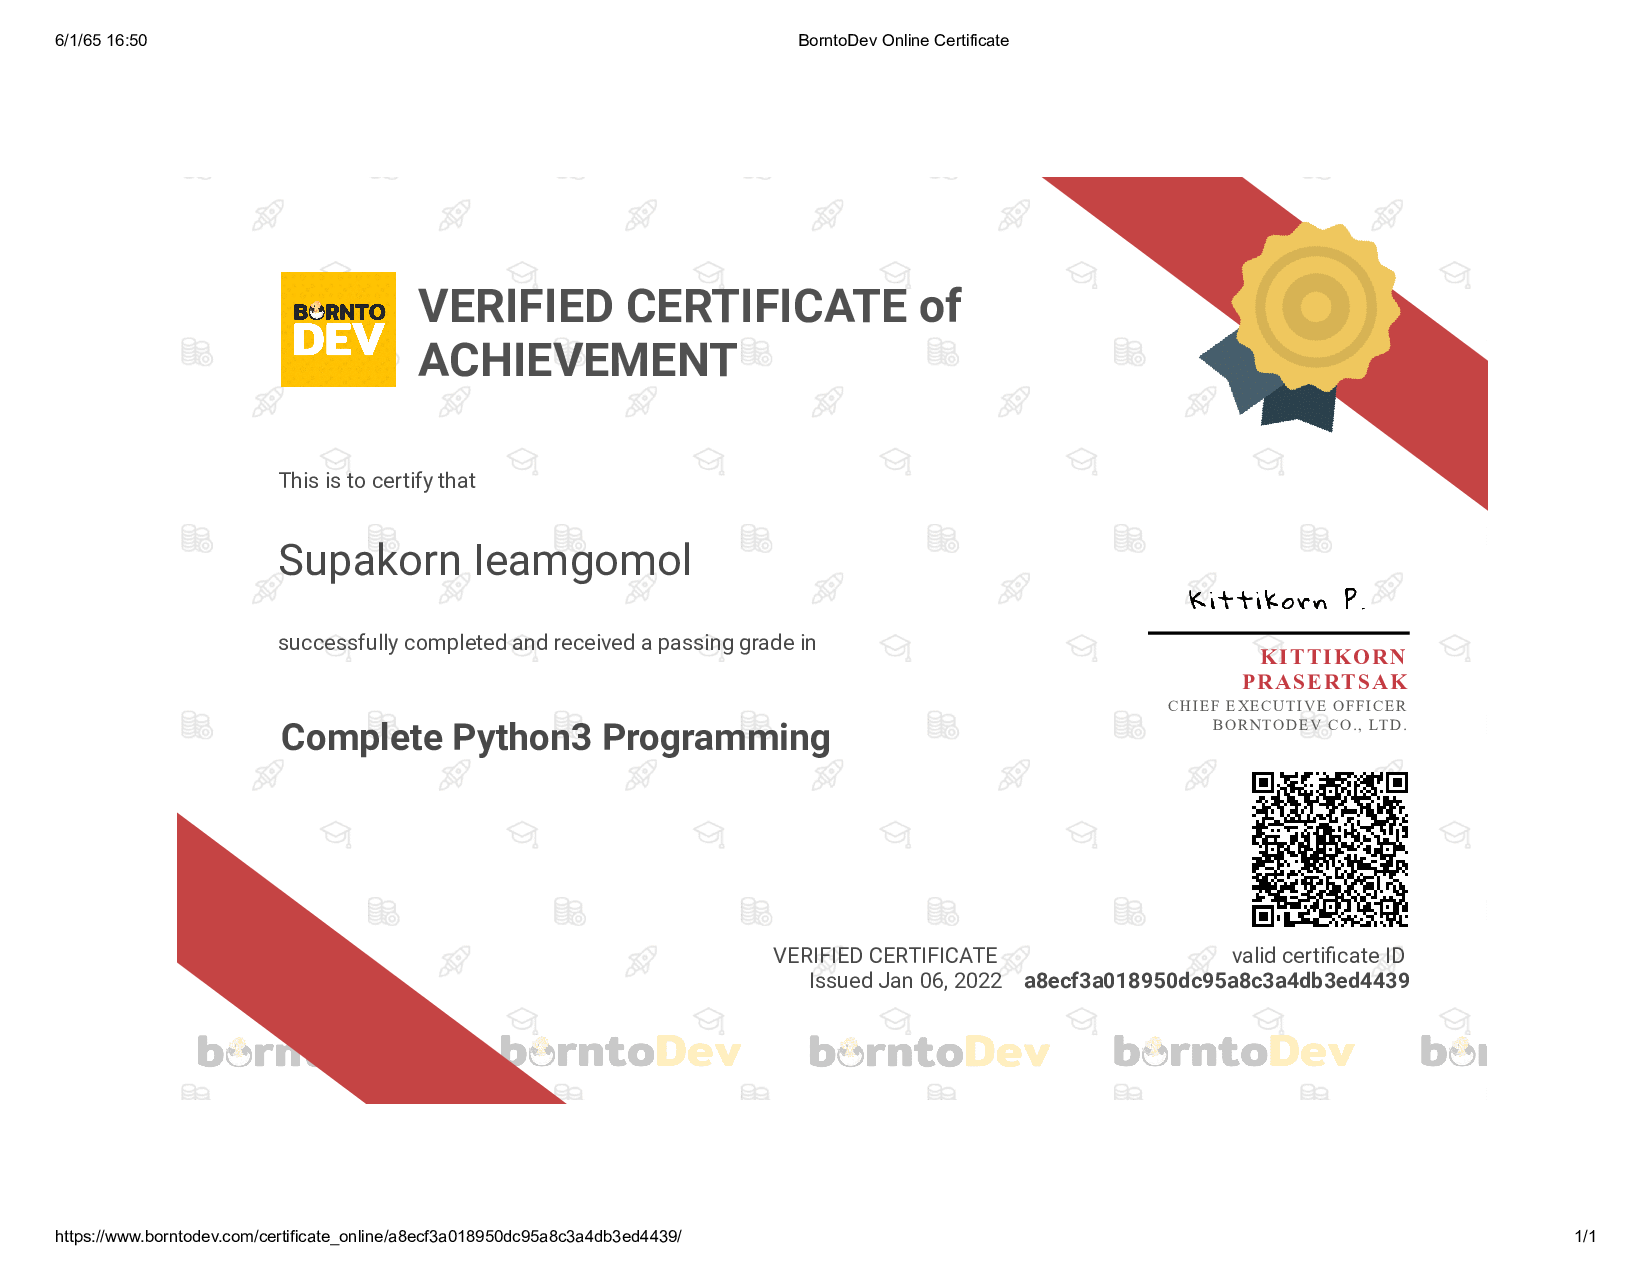 6/1/65 16:50
BorntoDev Online Certificate
BORNTO
DEV
VERIFIED CERTIFICATE of
ACHIEVEMENT
This is to certify that
Supakorn Ieamgomol
successfully completed and received a passing grade in
Complete Python3 Programming
Kittikorn P.
KITTIKORN
PRASERTSAK
CHIEF EXECUTIVE OFFICER
BORNTODEV CO., LTD.
VERIFIED CERTIFICATE
Issued Jan 06, 2022
valid certificate ID
a8ecf3a018950dc95a8c3a4db3ed4439
born borntoDev borntoDev borntoDev bo
https://www.borntodev.com/certificate_online/a8ecf3a018950dc95a8c3a4db3ed4439/
1/1